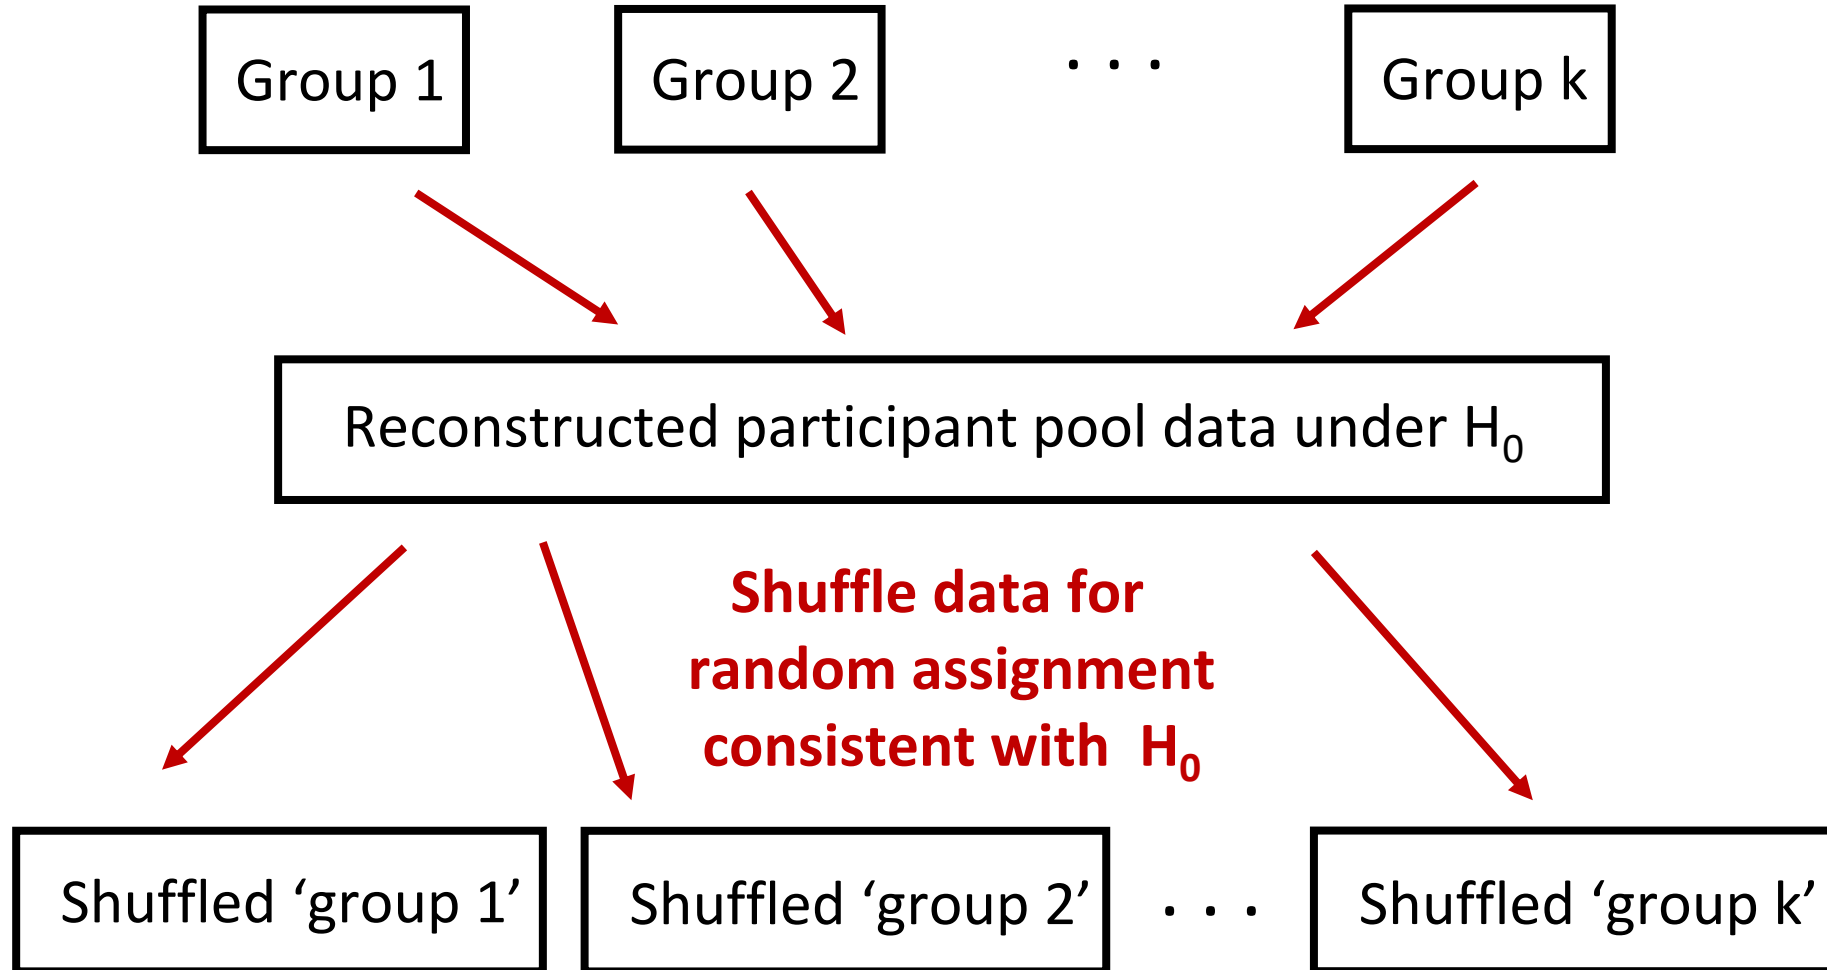 Group 1
Group 2
. . .
Group k
Reconstructed participant pool data under H₀
Shuffle data for
random assignment
consistent with H₀
Shuffled ‘group 1’
Shuffled ‘group 2’
. . .
Shuffled ‘group k’